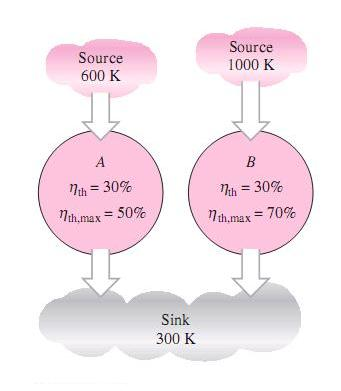 Source
600 K
Source
1000 K
A
ηth = 30%
ηth,max = 50%
B
ηth = 30%
ηth,max = 70%
Sink
300 K